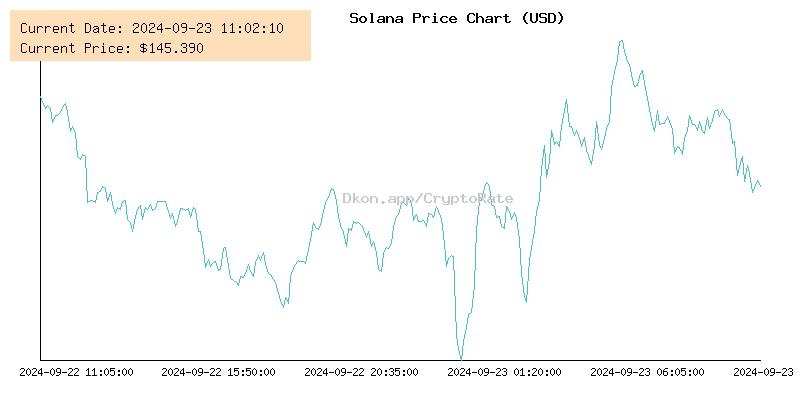 Solana Price Chart (USD)
Current Date: 2024-09-23 11:02:10
Current Price: $145.390
Dkon.app/CryptoRate
2024-09-22 11:05:00 2024-09-22 15:50:00 2024-09-22 20:35:00 2024-09-23 01:20:00 2024-09-23 06:05:00 2024-09-23